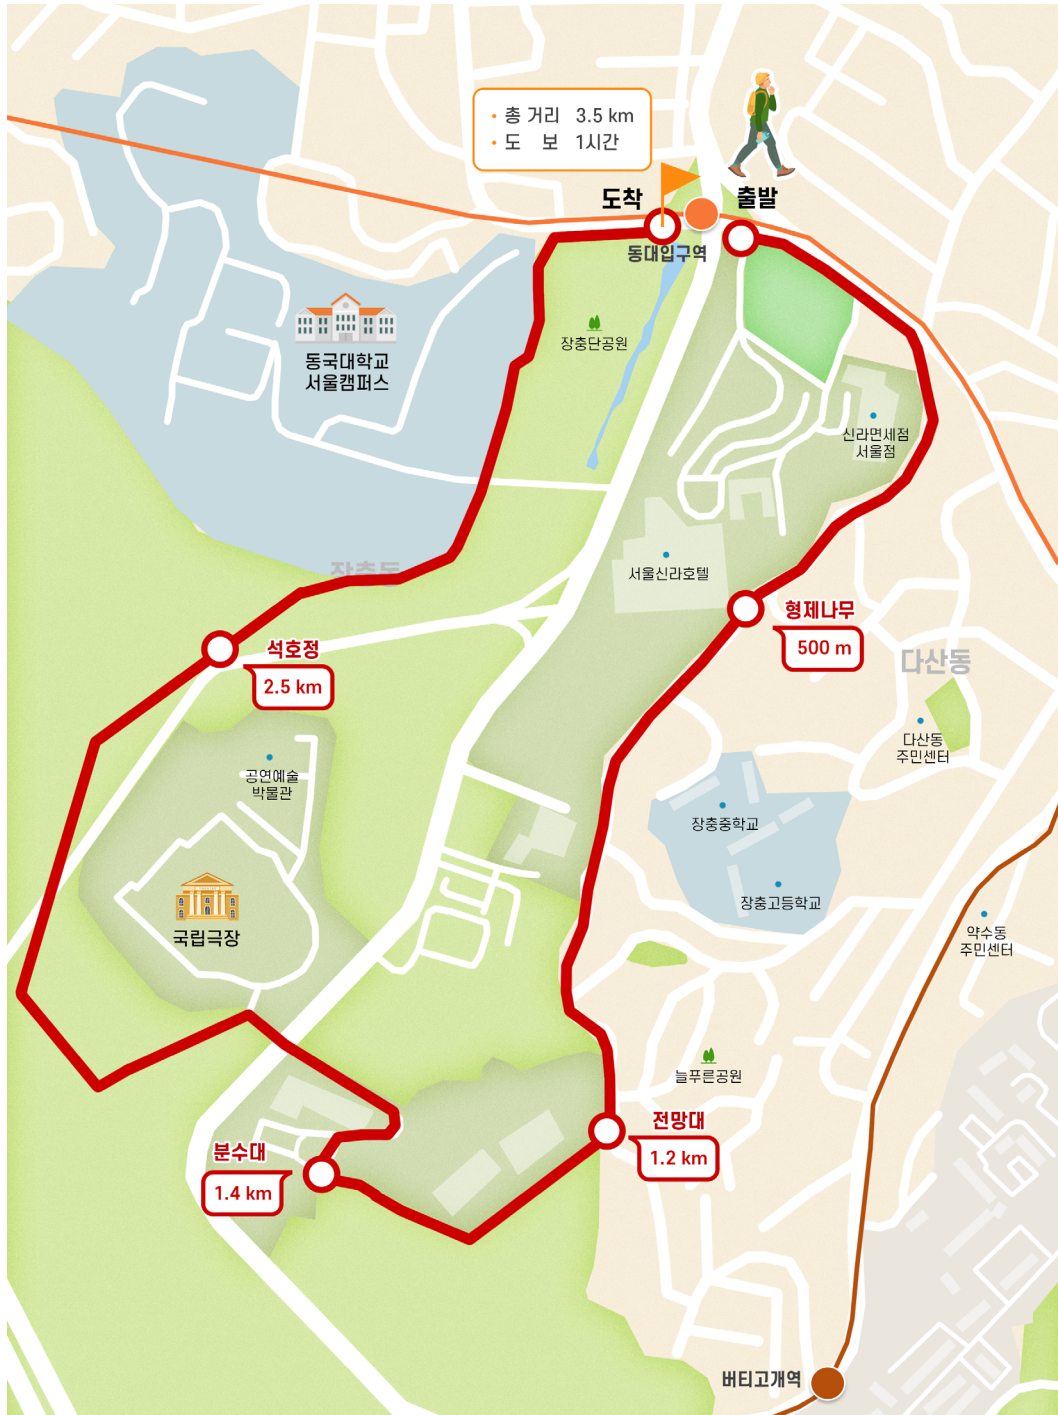 • 총 거리 3.5 km
• 도 보 1시간
도착
출발
동대입구역
장충단공원
동국대학교
서울캠퍼스
신라면세점
서울점
서울신라호텔
장충동
형제나무
500 m
석호정
2.5 km
다산동
다산동
주민센터
공연예술
박물관
장충중학교
장충고등학교
국립극장
약수동
주민센터
늘푸른공원
전망대
1.2 km
분수대
1.4 km
버티고개역